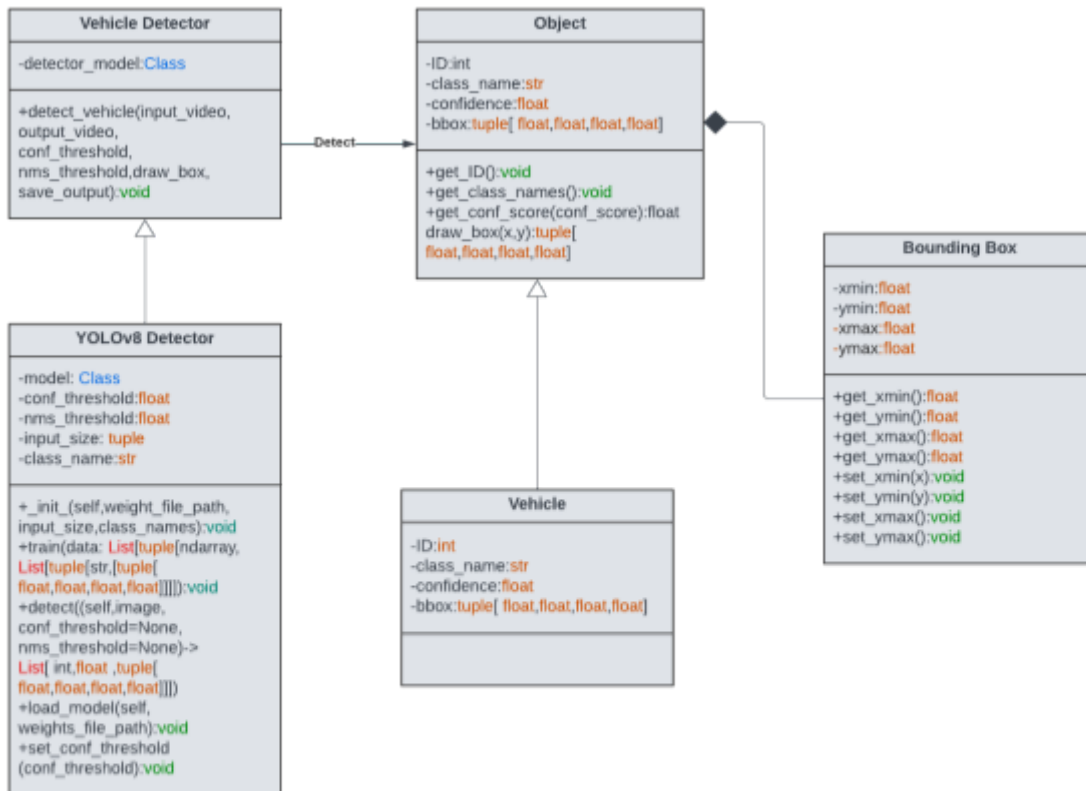 Vehicle Detector
-detector_model:Class
+detect_vehicle(input_video,
output_video,
conf_threshold,
nms_threshold,draw_box,
save_output):void
Detect
Object
-ID:int
-class_name:str
-confidence:float
-bbox:tuple[ float,float,float,float]
+get_ID():void
+get_class_names():void
+get_conf_score(conf_score):float
draw_box(x,y):tuple[
float,float,float,float]
Bounding Box
-xmin:float
-ymin:float
-xmax:float
-ymax:float
+get_xmin():float
+get_ymin():float
+get_xmax():float
+get_ymax():float
+set_xmin(x):void
+set_ymin(y):void
+set_xmax():void
+set_ymax():void
YOLOv8 Detector
-model: Class
-conf_threshold:float
-nms_threshold:float
-input_size: tuple
-class_name:str
+_init_(self,weight_file_path,
input_size,class_names):void
+train(data: List[tuple[ndarray,
List[tuple[str,[tuple[
float,float,float,float]]]]]):void
+detect((self,image,
conf_threshold=None,
nms_threshold=None)->
List[ int,float ,tuple[
float,float,float,float]]])
+load_model(self,
weights_file_path):void
+set_conf_threshold
(conf_threshold):void
Vehicle
-ID:int
-class_name:str
-confidence:float
-bbox:tuple[ float,float,float,float]